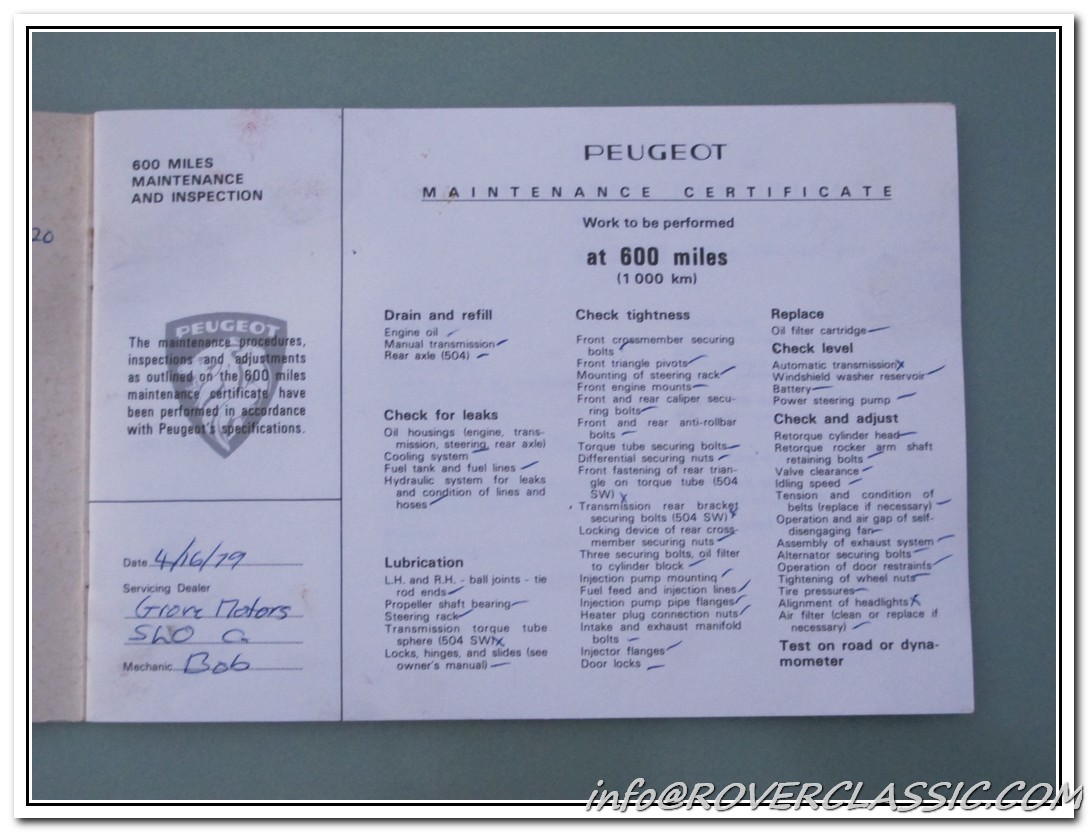 20
600 MILES
MAINTENANCE
AND INSPECTION
PEUGEOT
The maintenance procedures,
inspections and adjustments
as outlined on the 600 miles
maintenance certificate have
been performed in accordance
with Peugeot's specifications.
Date 4/16/79
Servicing Dealer
Grove Motors
Mechanic Bob
PEUGEOT
MAINTENANCE CERTIFICATE
Work to be performed
at 600 miles
(1 000 km)
Drain and refill
Engine oil
Manual transmission
Rear axle (504)
Check for leaks
Oil housings (engine, trans-
mission, steering, rear axle)
Cooling system
Fuel tank and fuel lines
Hydraulic system for leaks
and condition of lines and
hoses
Lubrication
L.H. and R.H. - ball joints - tie
rod ends
Propeller shaft bearing
Steering rack
Transmission torque tube
sphere (504 SW) x
Locks, hinges, and slides (see
owner's manual)
Check tightness
Front crossmember securing
bolts
Front triangle pivots
Mounting of steering rack
Front engine mounts
Front and rear caliper secu-
ring bolts
Front and rear anti-rollbar
bolts
Torque tube securing bolts
Differential securing nuts
Front fastening of rear trian-
gle on torque tube (504
SW) x
Transmission rear bracket
securing bolts (504 SW) x
Locking device of rear cross-
member securing nuts
Three securing bolts, oil filter
to cylinder block
Injection pump mounting
Fuel feed and injection lines
Injection pump pipe flanges
Heater plug connection nuts
Intake and exhaust manifold
bolts
Injector flanges
Door locks
Replace
Oil filter cartridge
Check level
Automatic transmission x
Windshield washer reservoir
Battery
Power steering pump
Check and adjust
Retorque cylinder head
Retorque rocker arm shaft
retaining bolts
Valve clearance
Idling speed
Tension and condition of
belts (replace if necessary)
Operation and air gap of self-
disengaging fan
Assembly of exhaust system
Alternator securing bolts
Operation of door restraints
Tightening of wheel nuts
Tire pressures
Alignment of headlights x
Air filter (clean or replace if
necessary)
Test on road or dyna-
mometer
info@ROVERCLASSIC.COM